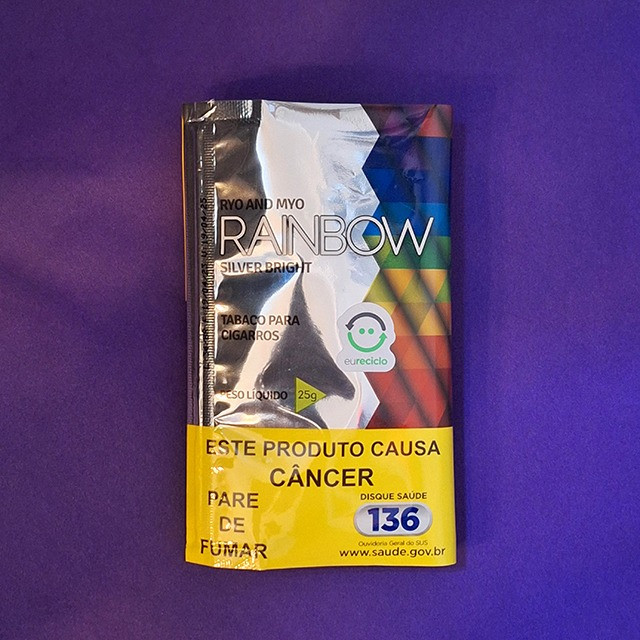 RYO AND MYO
RAINBOW
SILVER BRIGHT
TABACO PARA
CIGARROS
eureciclo
PESO LÍQUIDO 25g
ESTE PRODUTO CAUSA
CÂNCER
PARE
DE
FUMAR
DISQUE SAÚDE
136
Ouvidoria Geral do SUS
www.saude.gov.br